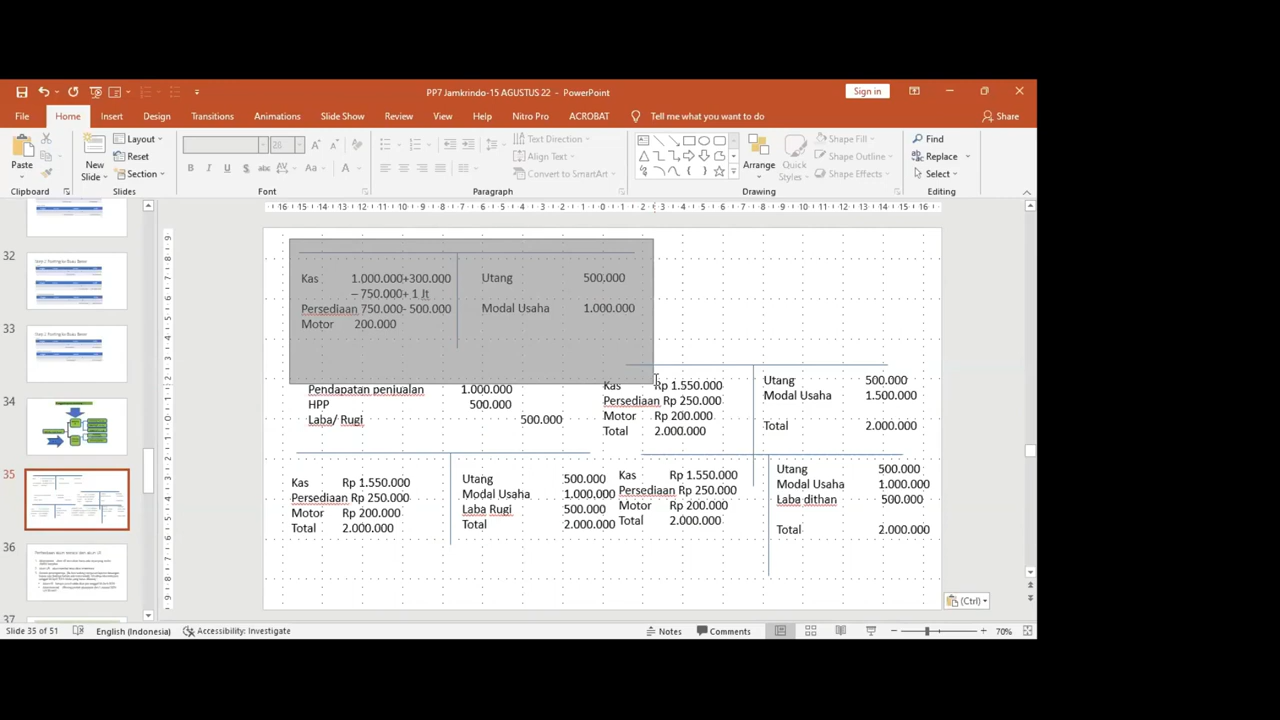 PP7 Jamkrindo-15 AGUSTUS 22 – PowerPoint
Sign in
File Home Insert Design Transitions Animations Slide Show Review View Help Nitro Pro ACROBAT Tell me what you want to do Share
Paste
New Slide
Layout
Reset
Section
28
Text Direction
Align Text
Convert to SmartArt
Arrange
Quick Styles
Shape Fill
Shape Outline
Shape Effects
Find
Replace
Select
Clipboard Slides Font Paragraph Drawing Editing
32
33
34
35
36
37
Kas 1.000.000+300.000
– 750.000+ 1 Jt
Persediaan 750.000- 500.000
Motor 200.000
Utang 500,000
Modal Usaha 1.000.000
Pendapatan penjualan 1.000.000
HPP 500.000
Laba/ Rugi 500.000
Kas Rp 1.550.000
Persediaan Rp 250.000
Motor Rp 200.000
Total 2.000.000
Utang 500.000
Modal Usaha 1.500.000
Total 2.000.000
Kas Rp 1.550.000
Persediaan Rp 250.000
Motor Rp 200.000
Total 2.000.000
Utang 500.000
Modal Usaha 1.000.000
Laba Rugi 500.000
Total 2.000.000
Kas Rp 1.550.000
Persediaan Rp 250.000
Motor Rp 200.000
Total 2.000.000
Utang 500.000
Modal Usaha 1.000.000
Laba dithan 500.000
Total 2.000.000
(Ctrl)
Slide 35 of 51 English (Indonesia) Accessibility: Investigate Notes Comments 70%